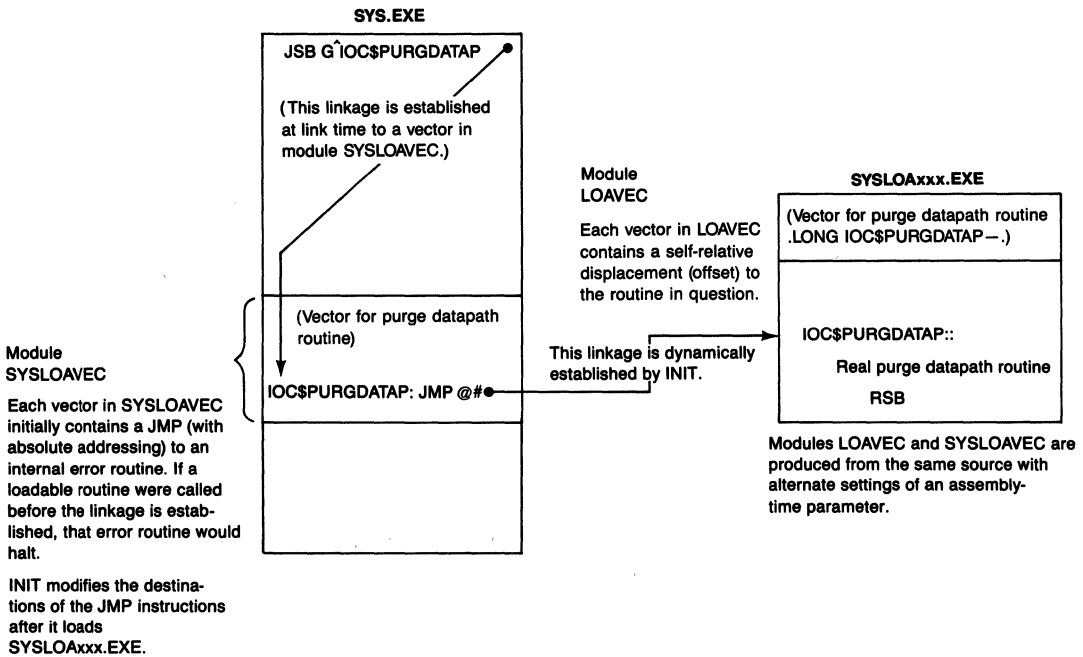 SYS.EXE
JSB G^IOC$PURGDATAP
(This linkage is established
at link time to a vector in
module SYSLOAVEC.)
(Vector for purge datapath
routine)
IOC$PURGDATAP: JMP @#
Module
SYSLOAVEC
Each vector in SYSLOAVEC
initially contains a JMP (with
absolute addressing) to an
internal error routine. If a
loadable routine were called
before the linkage is estab-
lished, that error routine would
halt.
INIT modifies the destina-
tions of the JMP instructions
after it loads
SYSLOAxxx.EXE.
Module
LOAVEC
Each vector in LOAVEC
contains a self-relative
displacement (offset) to
the routine in question.
This linkage is dynamically
established by INIT.
SYSLOAxxx.EXE
(Vector for purge datapath routine
.LONG IOC$PURGDATAP—.)
IOC$PURGDATAP::
Real purge datapath routine
RSB
Modules LOAVEC and SYSLOAVEC are
produced from the same source with
alternate settings of an assembly-
time parameter.